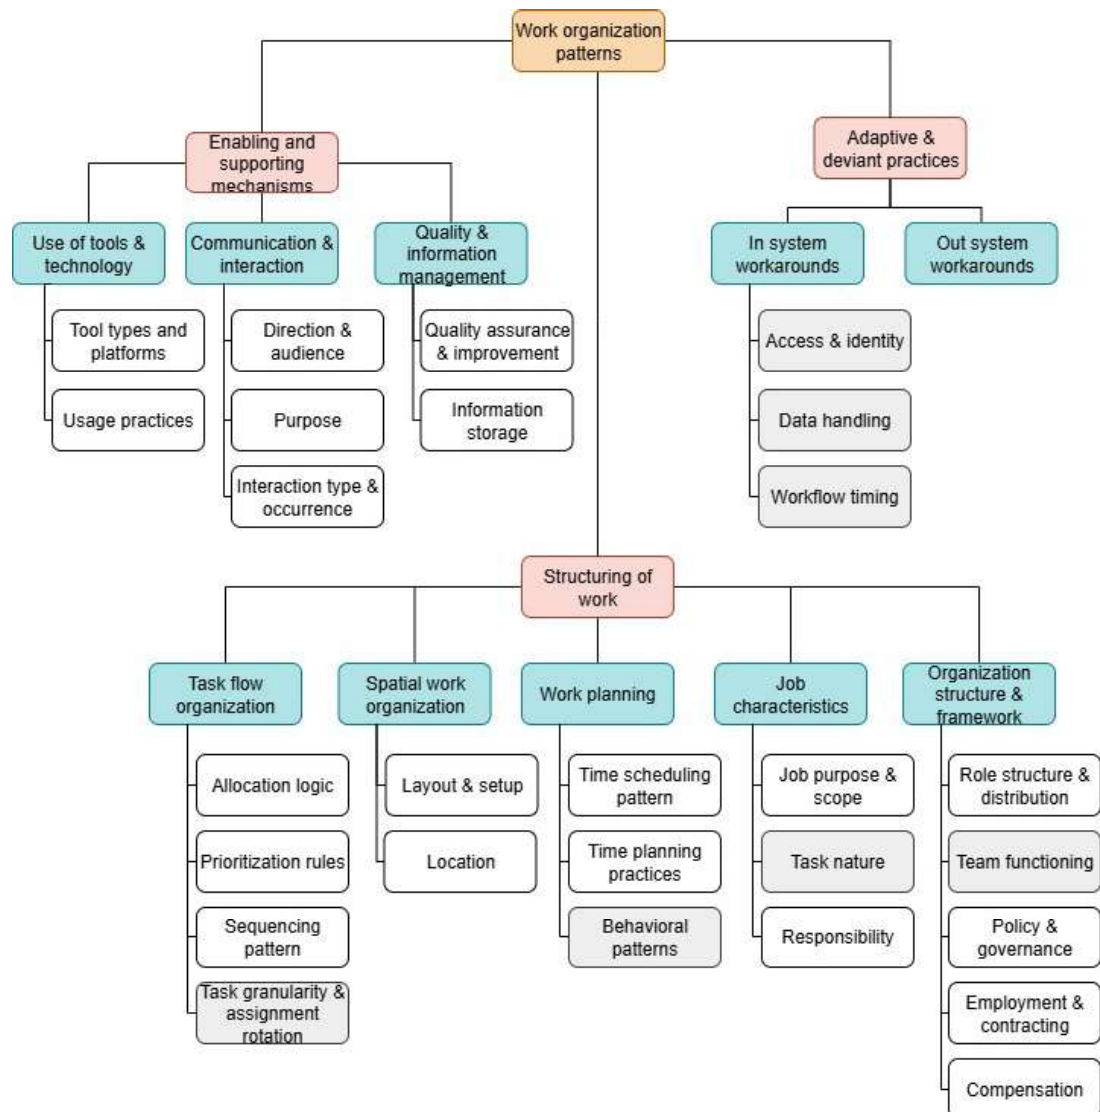 Work organization
patterns
Enabling and
supporting
mechanisms
Adaptive &
deviant practices
Use of tools &
technology
Communication &
interaction
Quality &
information
management
In system
workarounds
Out system
workarounds
Tool types and
platforms
Direction &
audience
Quality assurance
& improvement
Access & identity
Usage practices
Purpose
Information
storage
Data handling
Interaction type &
occurrence
Workflow timing
Structuring of
work
Task flow
organization
Spatial work
organization
Work planning
Job
characteristics
Organization
structure &
framework
Allocation logic
Layout & setup
Time scheduling
pattern
Job purpose &
scope
Role structure &
distribution
Prioritization rules
Location
Time planning
practices
Task nature
Team functioning
Sequencing
pattern
Behavioral
patterns
Responsibility
Policy &
governance
Task granularity &
assignment
rotation
Employment &
contracting
Compensation